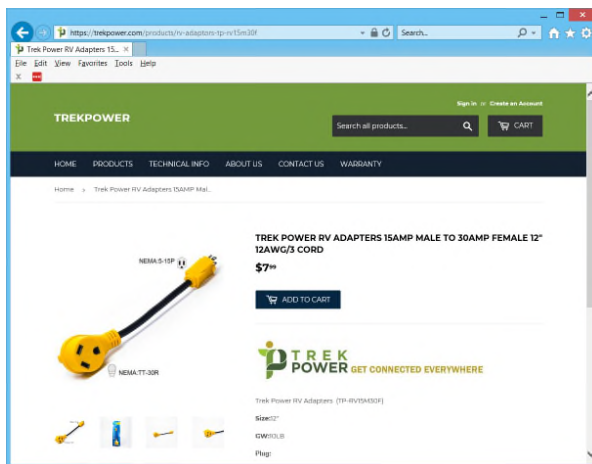 https://trekpower.com/products/rv-adaptors-tp-rv15m30f
Search...
Trek Power RV Adapters 15...
File Edit View Favorites Tools Help
Sign in or Create an Account
TREKPOWER
Search all products...
CART
HOME PRODUCTS TECHNICAL INFO ABOUT US CONTACT US WARRANTY
Home > Trek Power RV Adapters 15AMP Mal...
TREK POWER RV ADAPTERS 15AMP MALE TO 30AMP FEMALE 12"
12AWG/3 CORD
$7.99
ADD TO CART
NEMA:5-15P
NEMA:TT-30R
TREK
POWER GET CONNECTED EVERYWHERE
Trek Power RV Adapters (TP-RV15M30F)
Size:12"
Plug: